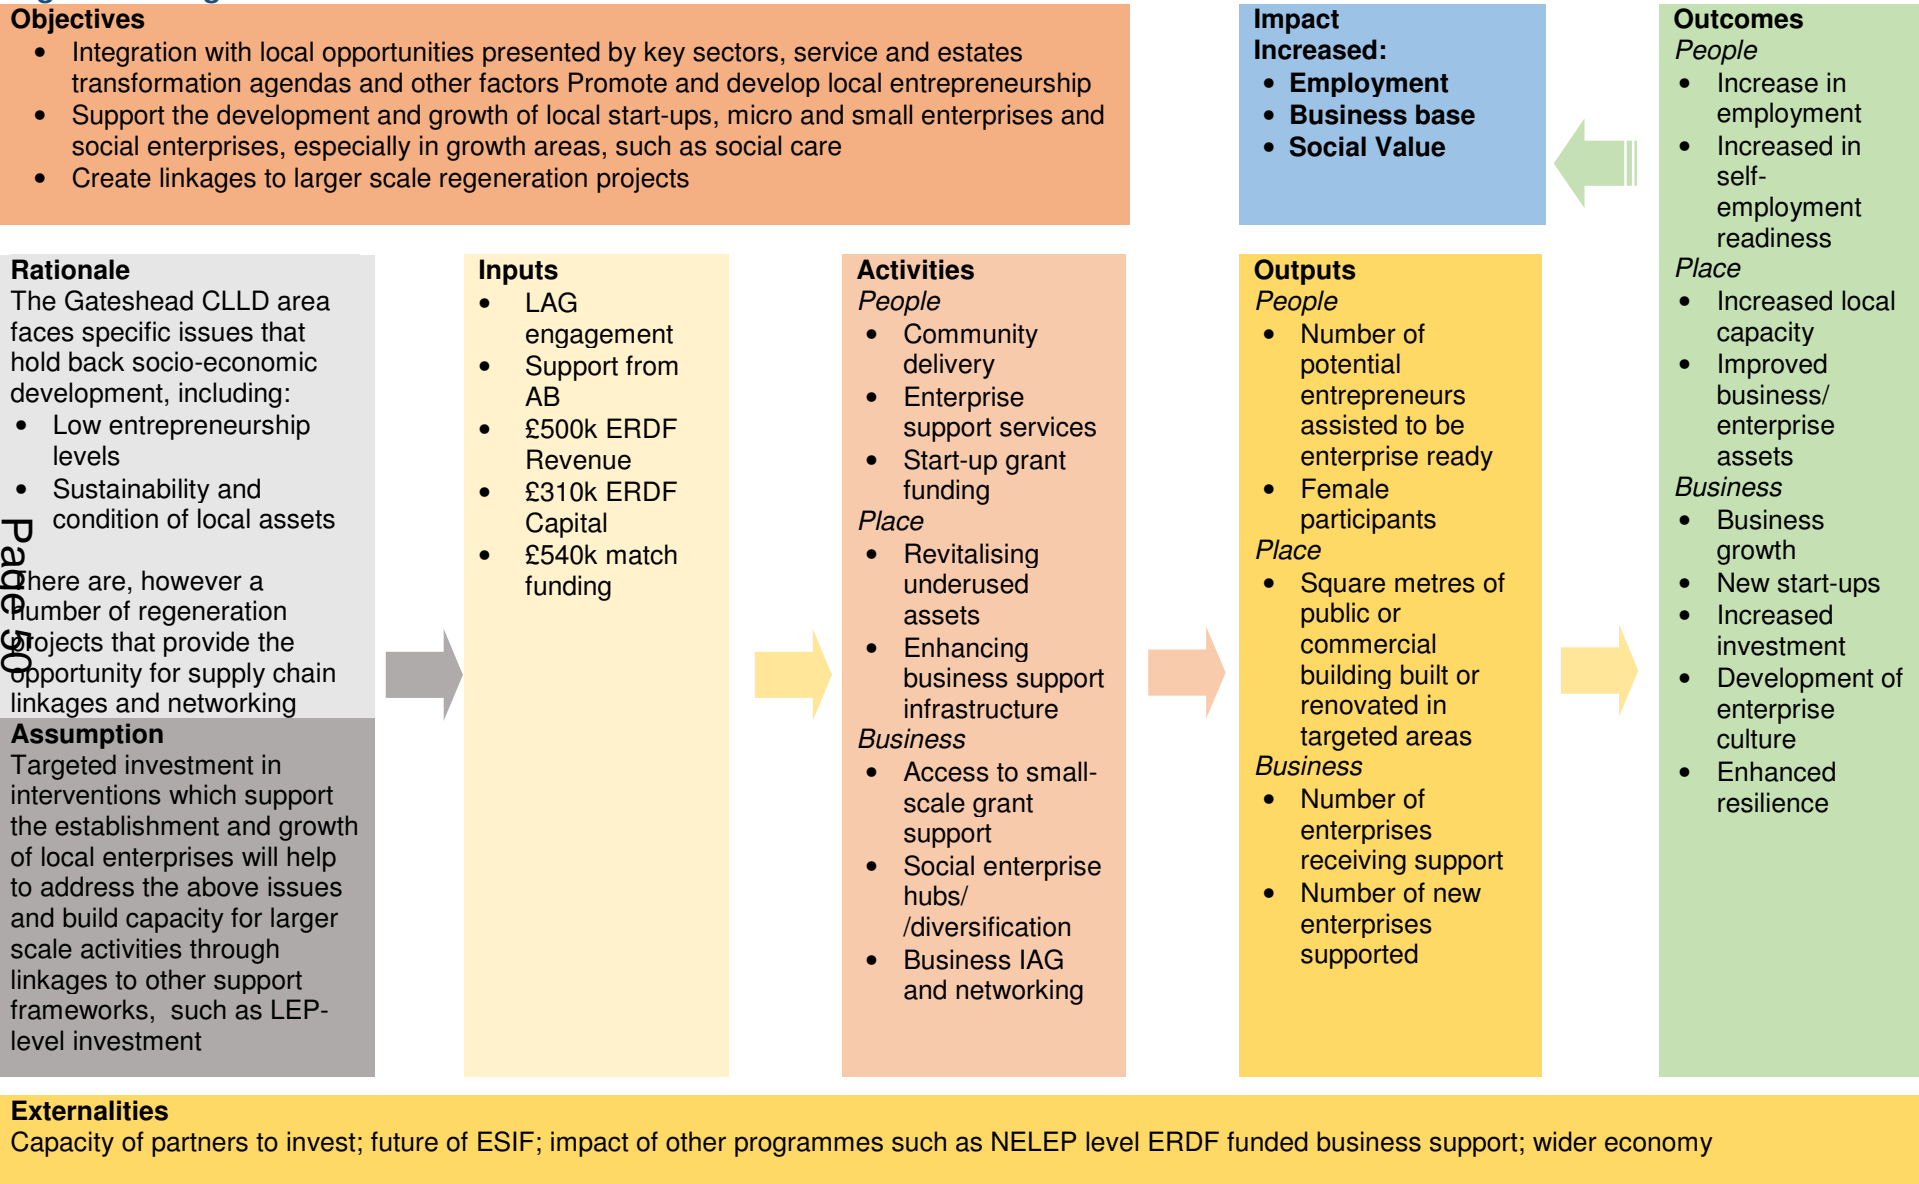 Objectives
• Integration with local opportunities presented by key sectors, service and estates
transformation agendas and other factors Promote and develop local entrepreneurship
• Support the development and growth of local start-ups, micro and small enterprises and
social enterprises, especially in growth areas, such as social care
• Create linkages to larger scale regeneration projects
Impact
Increased:
• Employment
• Business base
• Social Value
Outcomes
People
• Increase in
employment
• Increased in
self-
employment
readiness
Place
• Increased local
capacity
• Improved
business/
enterprise
assets
Business
• Business
growth
• New start-ups
• Increased
investment
• Development of
enterprise
culture
• Enhanced
resilience
Rationale
The Gateshead CLLD area
faces specific issues that
hold back socio-economic
development, including:
• Low entrepreneurship
levels
• Sustainability and
condition of local assets
There are, however a
number of regeneration
projects that provide the
opportunity for supply chain
linkages and networking
Page 50
Assumption
Targeted investment in
interventions which support
the establishment and growth
of local enterprises will help
to address the above issues
and build capacity for larger
scale activities through
linkages to other support
frameworks,  such as LEP-
level investment
Inputs
• LAG
engagement
• Support from
AB
• £500k ERDF
Revenue
• £310k ERDF
Capital
• £540k match
funding
Activities
People
• Community
delivery
• Enterprise
support services
• Start-up grant
funding
Place
• Revitalising
underused
assets
• Enhancing
business support
infrastructure
Business
• Access to small-
scale grant
support
• Social enterprise
hubs/
/diversification
• Business IAG
and networking
Outputs
People
• Number of
potential
entrepreneurs
assisted to be
enterprise ready
• Female
participants
Place
• Square metres of
public or
commercial
building built or
renovated in
targeted areas
Business
• Number of
enterprises
receiving support
• Number of new
enterprises
supported
Externalities
Capacity of partners to invest; future of ESIF; impact of other programmes such as NELEP level ERDF funded business support; wider economy